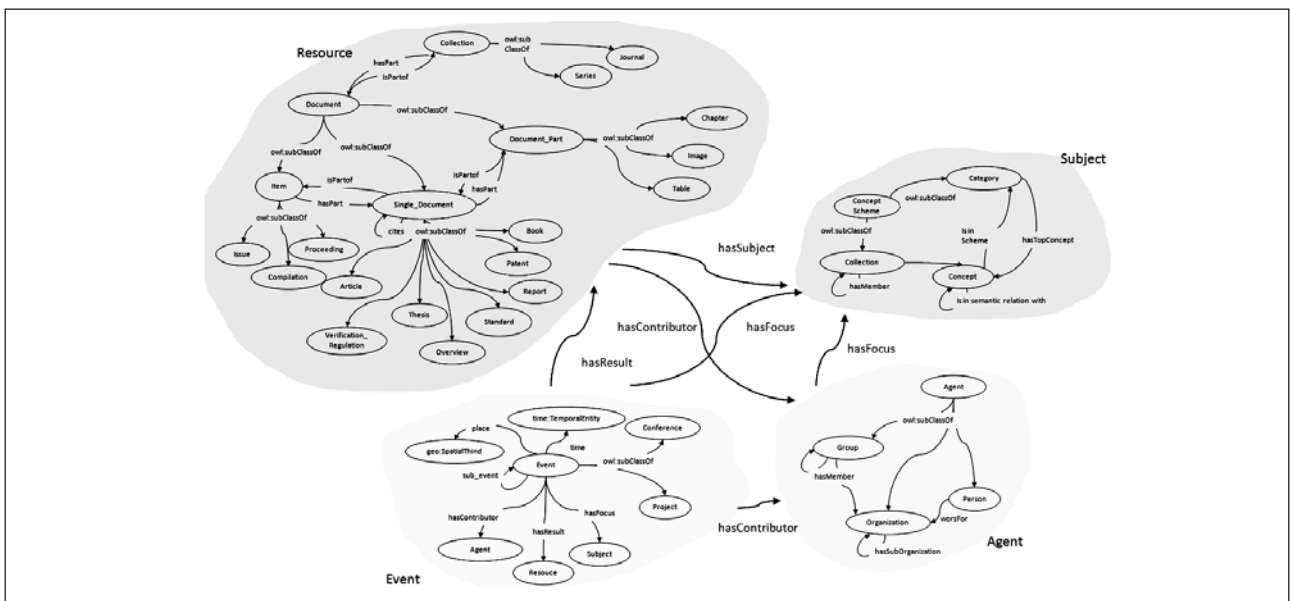 Resource
Collection
owl:sub
ClassOf
Journal
Series
hasPart
isPartof
Document
owl:subClassOf
Document_Part
owl:subClassOf
Chapter
Image
Table
owl:subClassOf
owl:subClassOf
Item
isPartof
hasPart
isPartof
hasPart
Single_Document
owl:subClassOf
cites
owl:subClassOf
Book
Issue
Proceeding
Compilation
Article
Patent
Report
Thesis
Standard
Verification_
Regulation
Overview
Subject
Category
Concept
Scheme
owl:subClassOf
owl:subClassOf
Is in
Scheme
hasTopConcept
Collection
hasMember
Concept
Is in semantic relation with
hasSubject
hasContributor
hasFocus
hasResult
hasFocus
time:TemporalEntity
place
geo:SpatialThind
time
Conference
Event
owl:subClassOf
sub_event
Project
hasContributor
hasFocus
hasResult
Agent
Subject
Resouce
Event
hasContributor
Agent
owl:subClassOf
Group
hasMember
Person
Organization
worsFor
hasSubOrganization
Agent